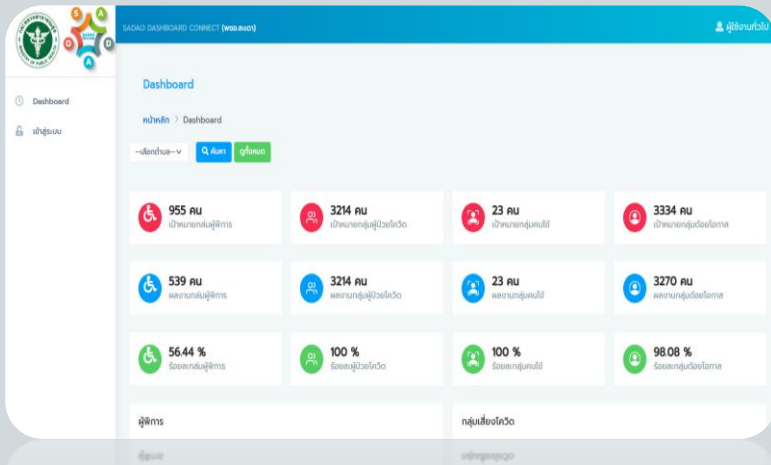 S A D A O
SADAO DASHBOARD CONNECT (พชอ.สะเดา)
ผู้ใช้งานทั่วไป
Dashboard
เข้าสู่ระบบ
Dashboard
หน้าหลัก > Dashboard
--เลือกตำบล--
ค้นหา
ดูทั้งหมด
955 คน
เป้าหมายกลุ่มผู้พิการ
3214 คน
เป้าหมายกลุ่มผู้ป่วยโควิด
23 คน
เป้าหมายกลุ่มคนไข้
3334 คน
เป้าหมายกลุ่มด้อยโอกาส
539 คน
ผลงานกลุ่มผู้พิการ
3214 คน
ผลงานกลุ่มผู้ป่วยโควิด
23 คน
ผลงานกลุ่มคนไข้
3270 คน
ผลงานกลุ่มด้อยโอกาส
56.44 %
ร้อยละกลุ่มผู้พิการ
100 %
ร้อยละผู้ป่วยโควิด
100 %
ร้อยละกลุ่มคนไข้
98.08 %
ร้อยละกลุ่มด้อยโอกาส
ผู้พิการ
กลุ่มเสี่ยงโควิด